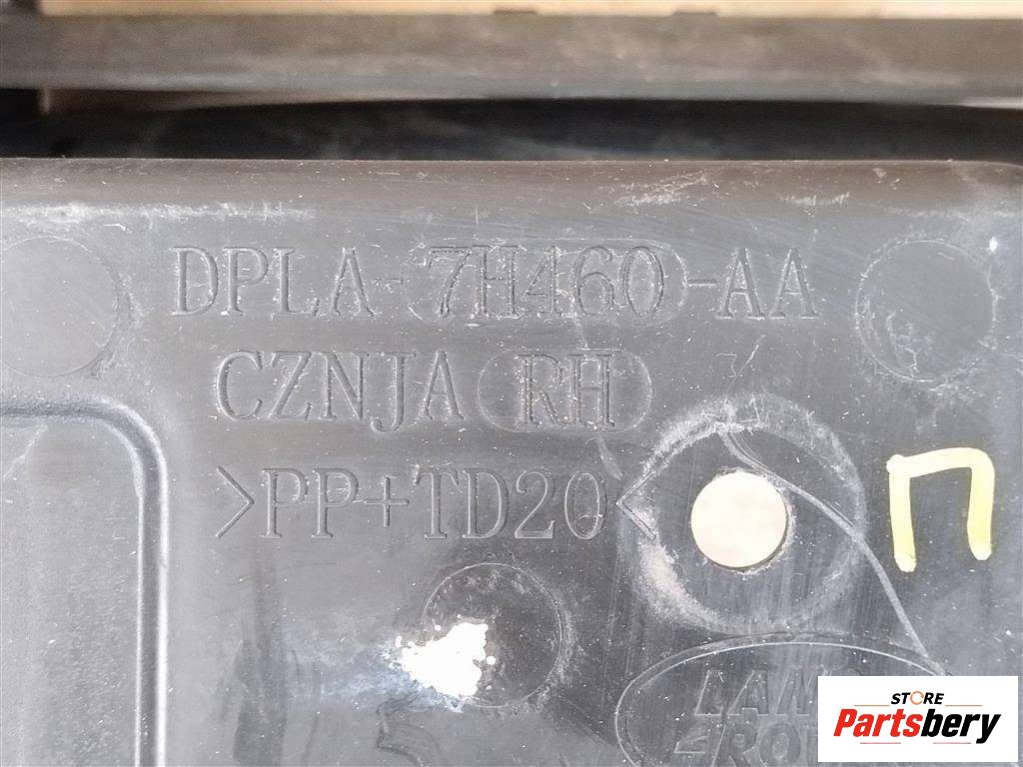 DPLA-7H460-AA
CZNJA RH
>PP+TD20<
П
STORE
Partsbery